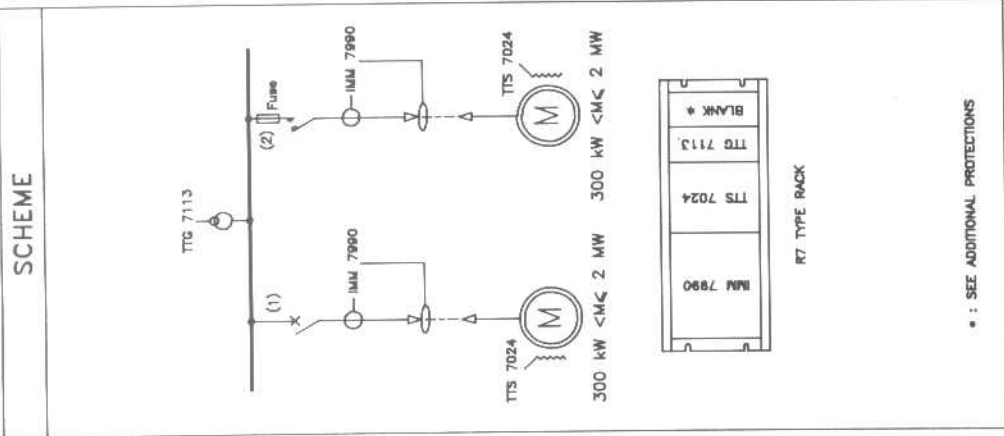 SCHEME
TTG 7113
(1)
IMM 7990
TTS 7024
M
300 kW <M⩽ 2 MW
(2)
Fuse
IMM 7990
TTS 7024
M
300 kW <M⩽ 2 MW
IMM 7990
TTS 7024
TTG 7113
BLANK *
R7 TYPE RACK
* : SEE ADDITIONAL PROTECTIONS